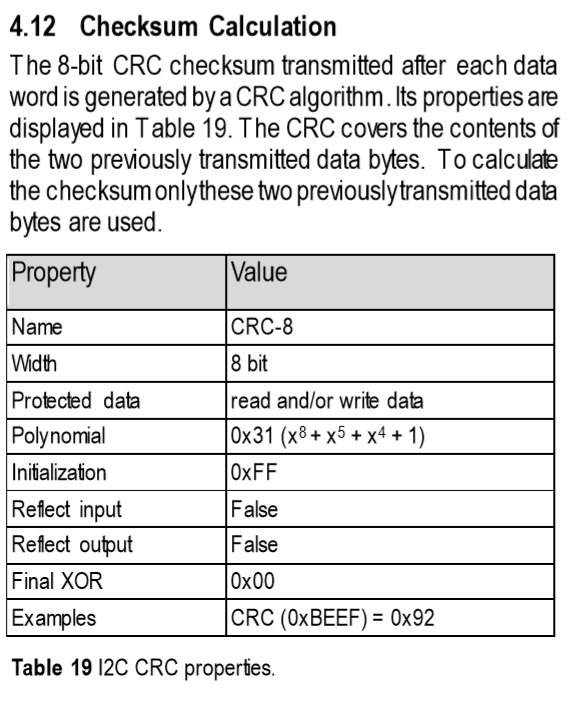 4.12 Checksum Calculation
The 8-bit CRC checksum transmitted after each data
word is generated by a CRC algorithm. Its properties are
displayed in Table 19. The CRC covers the contents of
the two previously transmitted data bytes. To calculate
the checksum only these two previously transmitted data
bytes are used.
Property Value
Name CRC-8
Width 8 bit
Protected data read and/or write data
Polynomial 0x31 (x⁸ + x⁵ + x⁴ + 1)
Initialization 0xFF
Reflect input False
Reflect output False
Final XOR 0x00
Examples CRC (0xBEEF) = 0x92
Table 19 I2C CRC properties.